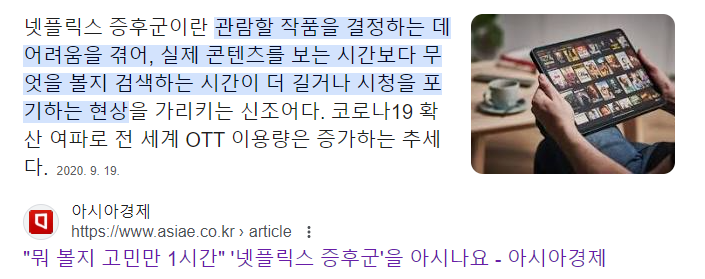 넷플릭스 증후군이란 관람할 작품을 결정하는 데
어려움을 겪어, 실제 콘텐츠를 보는 시간보다 무
엇을 볼지 검색하는 시간이 더 길거나 시청을 포
기하는 현상을 가리키는 신조어다. 코로나19 확
산 여파로 전 세계 OTT 이용량은 증가하는 추세
다. 2020. 9. 19.
아시아경제
https://www.asiae.co.kr › article
"뭐 볼지 고민만 1시간" '넷플릭스 증후군'을 아시나요 - 아시아경제